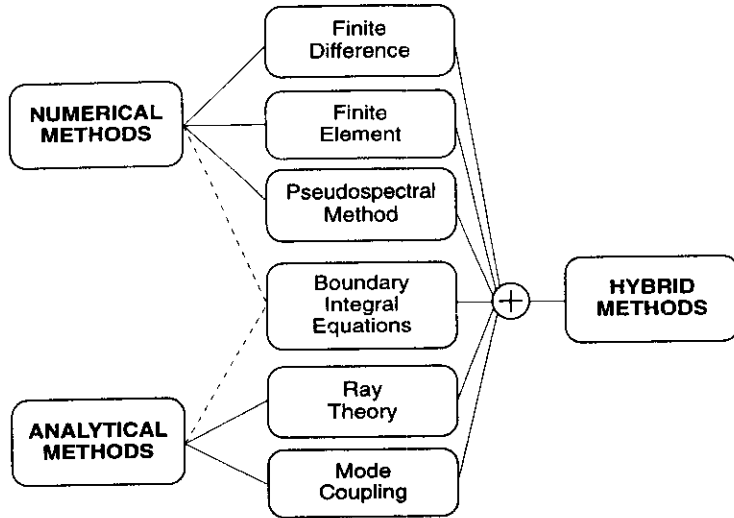 NUMERICAL
METHODS
Finite
Difference
Finite
Element
Pseudospectral
Method
Boundary
Integral
Equations
Ray
Theory
Mode
Coupling
ANALYTICAL
METHODS
+
HYBRID
METHODS